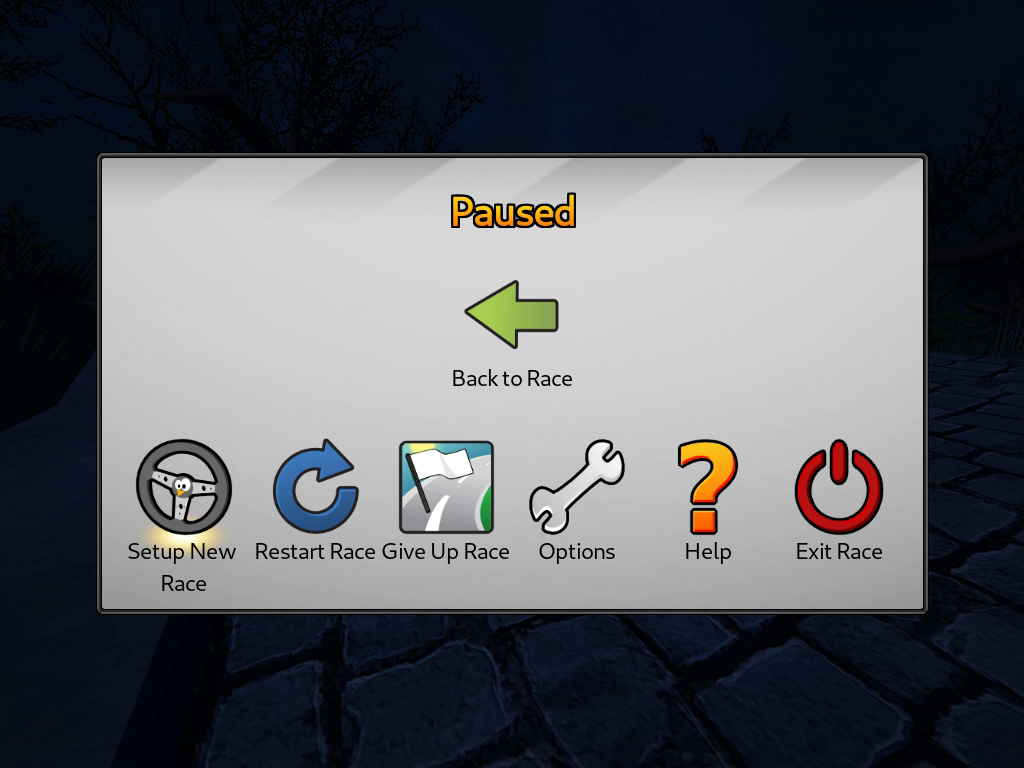 Paused
Back to Race
Setup New Race
Restart Race
Give Up Race
Options
Help
Exit Race